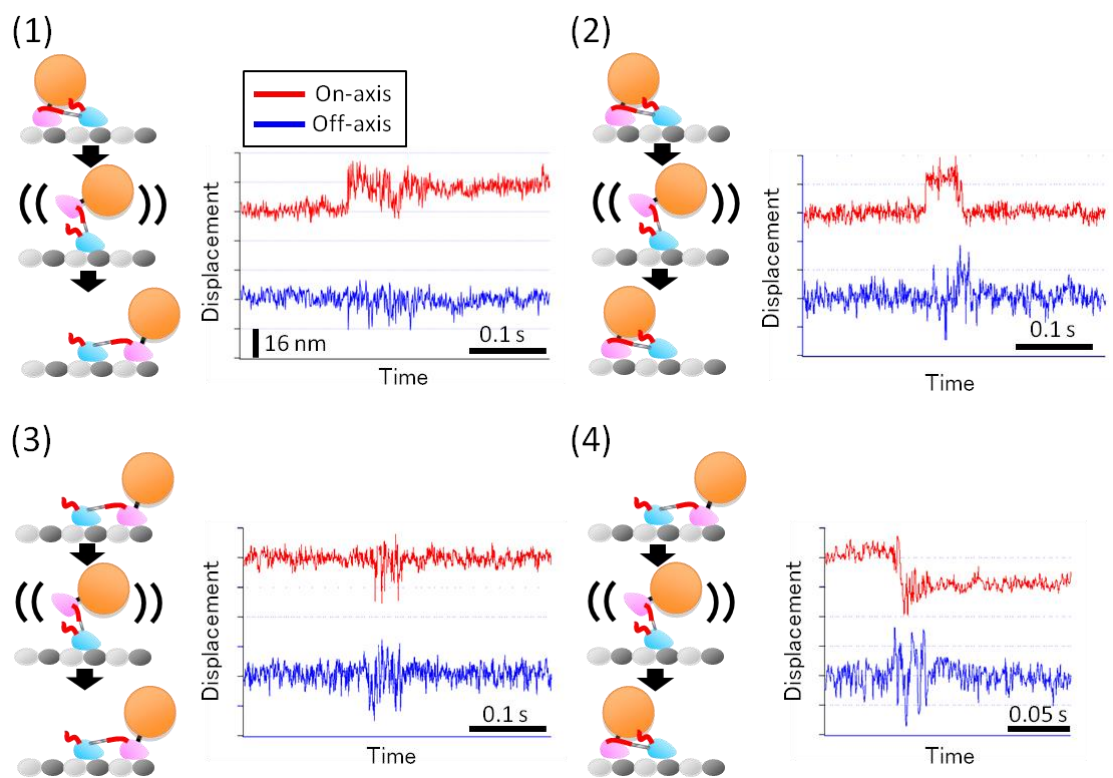 (1)
On-axis
Off-axis
Displacement
16 nm
0.1 s
Time
(2)
Displacement
0.1 s
Time
(3)
Displacement
0.1 s
Time
(4)
Displacement
0.05 s
Time